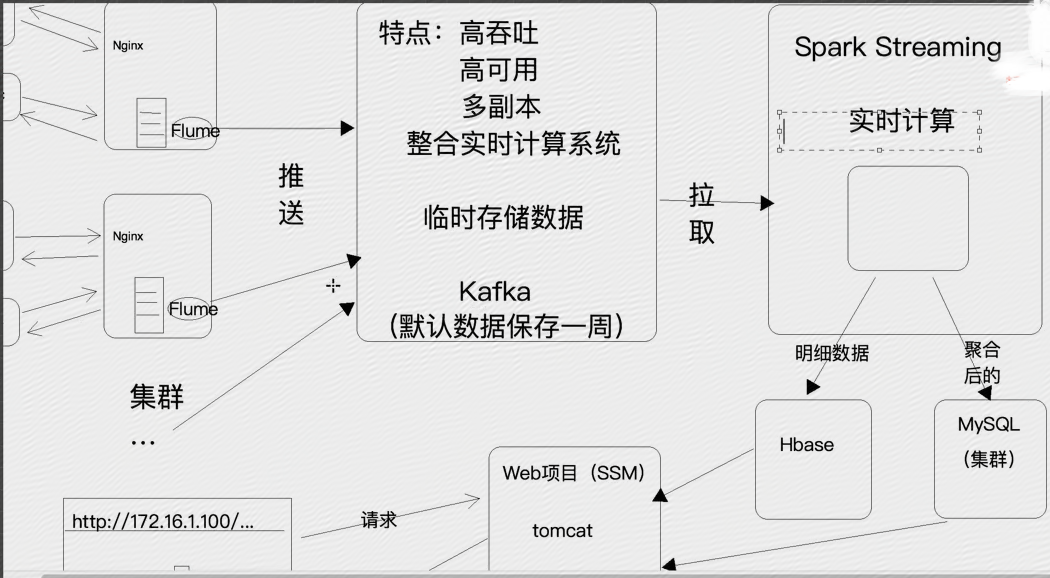 Nginx
Flume
推
送
Nginx
Flume
集群
...
特点：高吞吐
高可用
多副本
整合实时计算系统
临时存储数据
Kafka
（默认数据保存一周）
拉
取
Spark Streaming
实时计算
明细数据
聚合
后的
Hbase
MySQL
（集群）
Web项目（SSM）
tomcat
请求
http://172.16.1.100/...